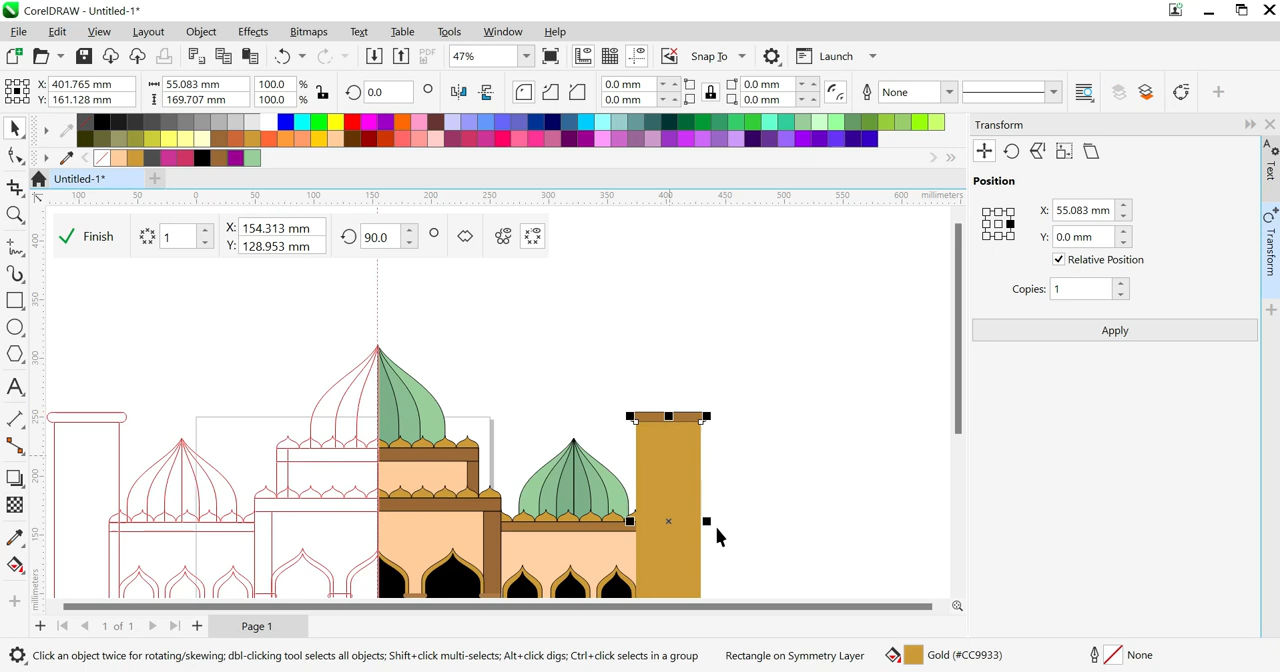 CorelDRAW - Untitled-1*
File Edit View Layout Object Effects Bitmaps Text Table Tools Window Help
PDF 47% Snap To Launch
X: 401.765 mm 55.083 mm 100.0 % 0.0 0.0 mm 0.0 mm None
Y: 161.128 mm 169.707 mm 100.0 % 0.0 mm 0.0 mm
Transform
Text
Transform
Untitled-1*
Position
100 50 0 50 100 150 200 250 300 350 400 450 500 550 600 millimeters
X: 55.083 mm
Y: 0.0 mm
Relative Position
Copies: 1
Apply
Finish 1 X: 154.313 mm 90.0
Y: 128.953 mm
400
350
300
250
200
150
millimeters
1 of 1 Page 1
Click an object twice for rotating/skewing; dbl-clicking tool selects all objects; Shift+click multi-selects; Alt+click digs; Ctrl+click selects in a group Rectangle on Symmetry Layer Gold (#CC9933) None